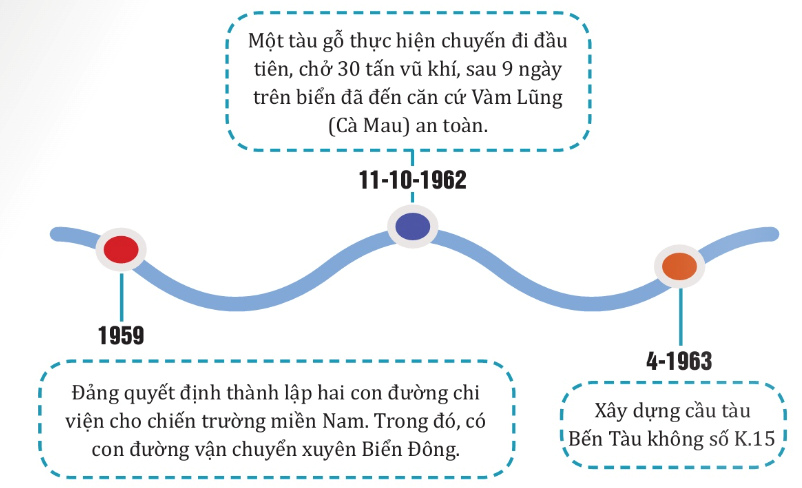 Một tàu gỗ thực hiện chuyến đi đầu
tiên, chở 30 tấn vũ khí, sau 9 ngày
trên biển đã đến căn cứ Vàm Lũng
(Cà Mau) an toàn.
11-10-1962
1959
Đảng quyết định thành lập hai con đường chi
viện cho chiến trường miền Nam. Trong đó, có
con đường vận chuyển xuyên Biển Đông.
4-1963
Xây dựng cầu tàu
Bến Tàu không số K.15